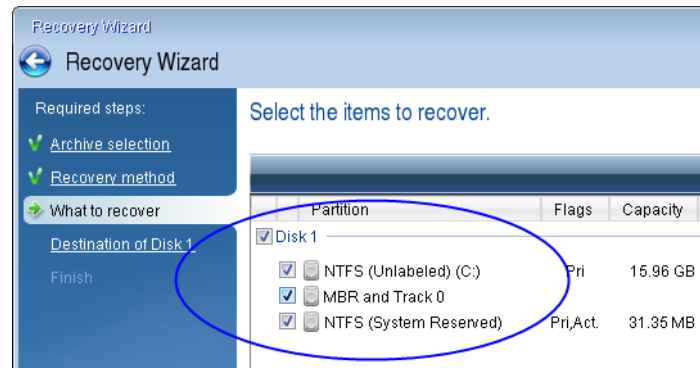 Recovery Wizard
Recovery Wizard
Required steps:
Archive selection
Recovery method
What to recover
Destination of Disk 1
Finish
Select the items to recover.
Partition Flags Capacity
Disk 1
NTFS (Unlabeled) (C:) Pri 15.96 GB
MBR and Track 0
NTFS (System Reserved) Pri,Act. 31.35 MB